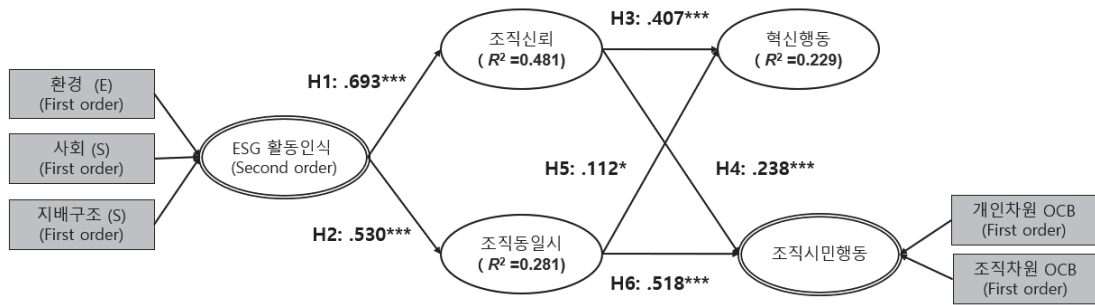 환경 (E)
(First order)
사회 (S)
(First order)
지배구조 (S)
(First order)
ESG 활동인식
(Second order)
H1: .693***
H2: .530***
조직신뢰
( R² =0.481)
조직동일시
( R² =0.281)
H3: .407***
H5: .112*
H4: .238***
H6: .518***
혁신행동
( R² =0.229)
조직시민행동
개인차원 OCB
(First order)
조직차원 OCB
(First order)